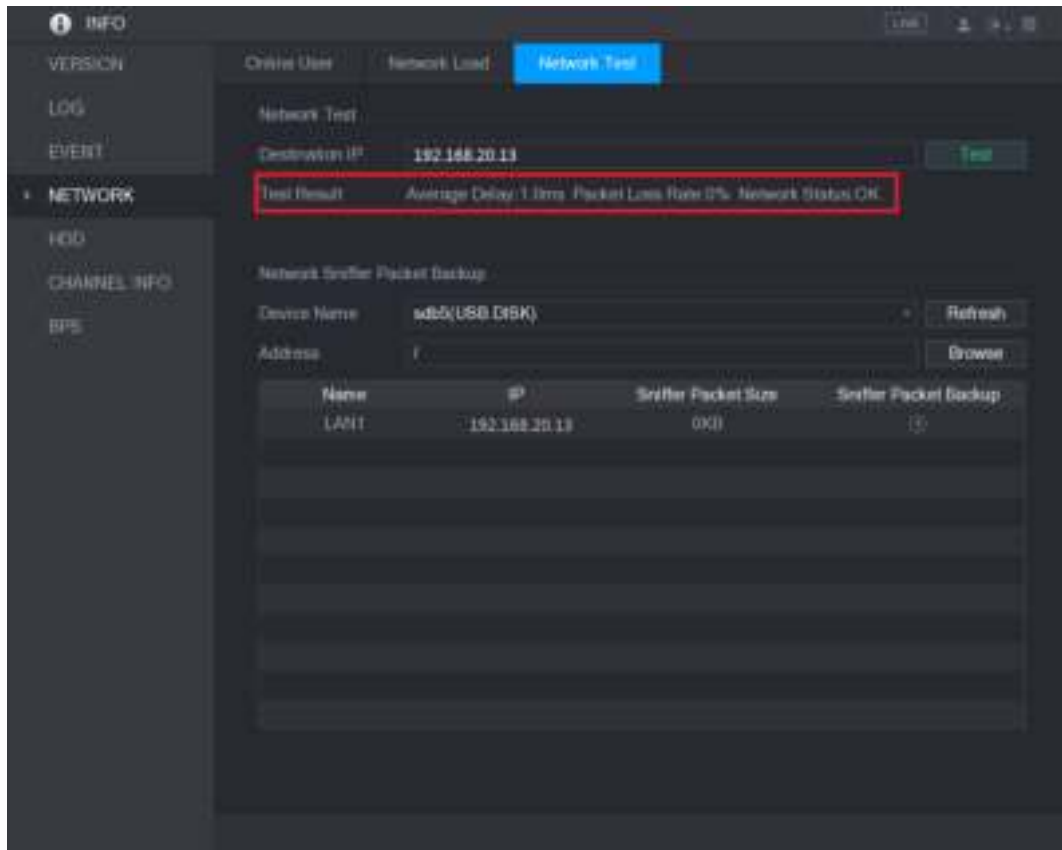 INFO
LIVE
VERSION
LOG
EVENT
NETWORK
HDD
CHANNEL INFO
BPS
Online User Network Load Network Test
Network Test
Destination IP 192.168.20.13 Test
Test Result Average Delay: Packet Loss Rate:0% Network Status:OK
Network Sniffer Packet Backup
Device Name sdb5(USB DISK) Refresh
Address / Browse
Name IP Sniffer Packet Size Sniffer Packet Backup
LAN1 192.168.20.13 0KB